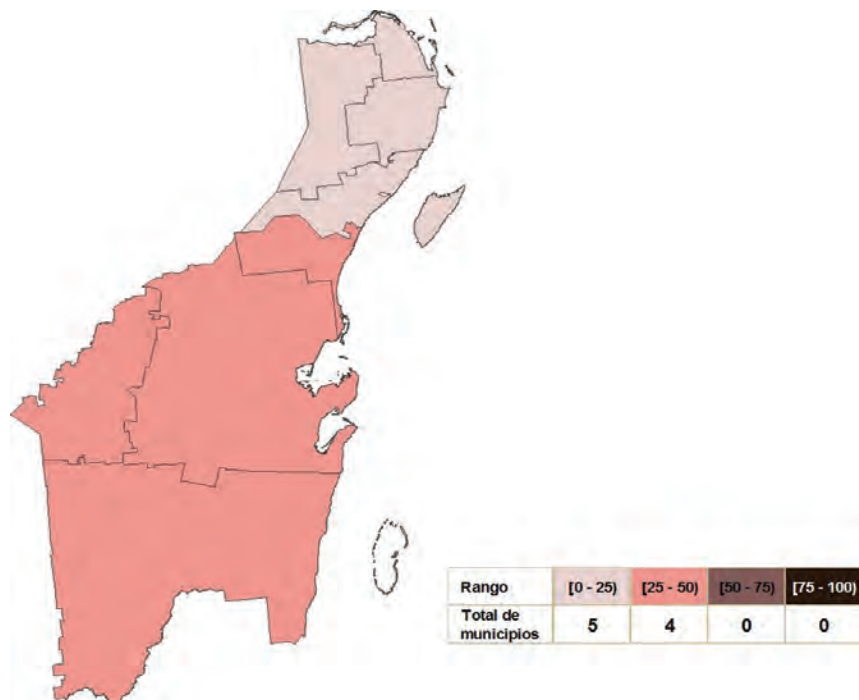 Rango [0 - 25) [25 - 50) [50 - 75) [75 - 100)
Total de
municipios 5 4 0 0